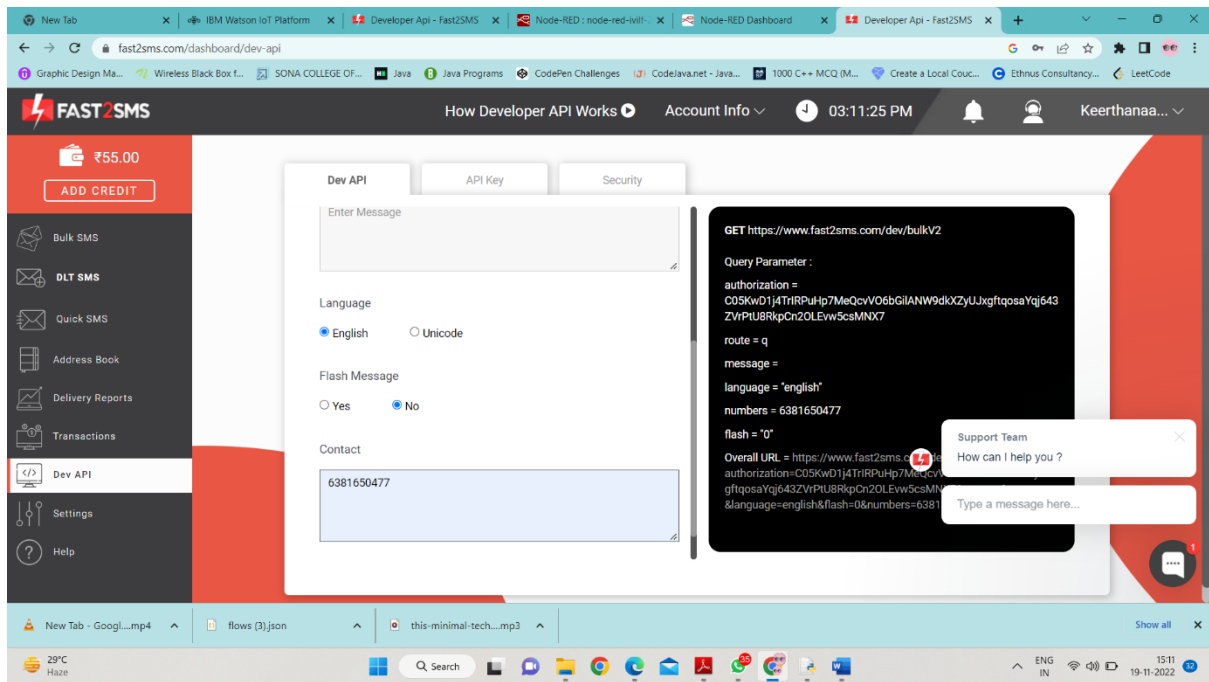 New Tab
IBM Watson IoT Platform
Developer Api - Fast2SMS
Node-RED : node-red-ivilf-
Node-RED Dashboard
Developer Api - Fast2SMS
fast2sms.com/dashboard/dev-api
Graphic Design Ma...
Wireless Black Box f...
SONA COLLEGE OF...
Java
Java Programs
CodePen Challenges
CodeJava.net - Java...
1000 C++ MCQ (M...
Create a Local Couc...
Ethnus Consultancy...
LeetCode
FAST2SMS
How Developer API Works
Account Info
03:11:25 PM
Keerthanaa...
₹55.00
ADD CREDIT
Bulk SMS
DLT SMS
Quick SMS
Address Book
Delivery Reports
Transactions
Dev API
Settings
Help
Dev API
API Key
Security
Enter Message
Language
English
Unicode
Flash Message
Yes
No
Contact
6381650477
GET https://www.fast2sms.com/dev/bulkV2
Query Parameter :
authorization =
C05KwD1j4TrIRPuHp7MeQcvVO6bGilANW9dkXZyUJxgftqosaYqj643
ZVrPtU8RkpCn2OLEvw5csMNX7
route = q
message =
language = "english"
numbers = 6381650477
flash = "0"
Overall URL = https://www.fast2sms.c
authorization=C05KwD1j4TrIRPuHp7MeQcvV
gftqosaYqj643ZVrPtU8RkpCn2OLEvw5csMN
&language=english&flash=0&numbers=6381
Support Team
How can I help you ?
Type a message here...
1
New Tab - Googl....mp4
flows (3).json
this-minimal-tech....mp3
Show all
29°C
Haze
Search
35
ENG
IN
15:11
19-11-2022
32